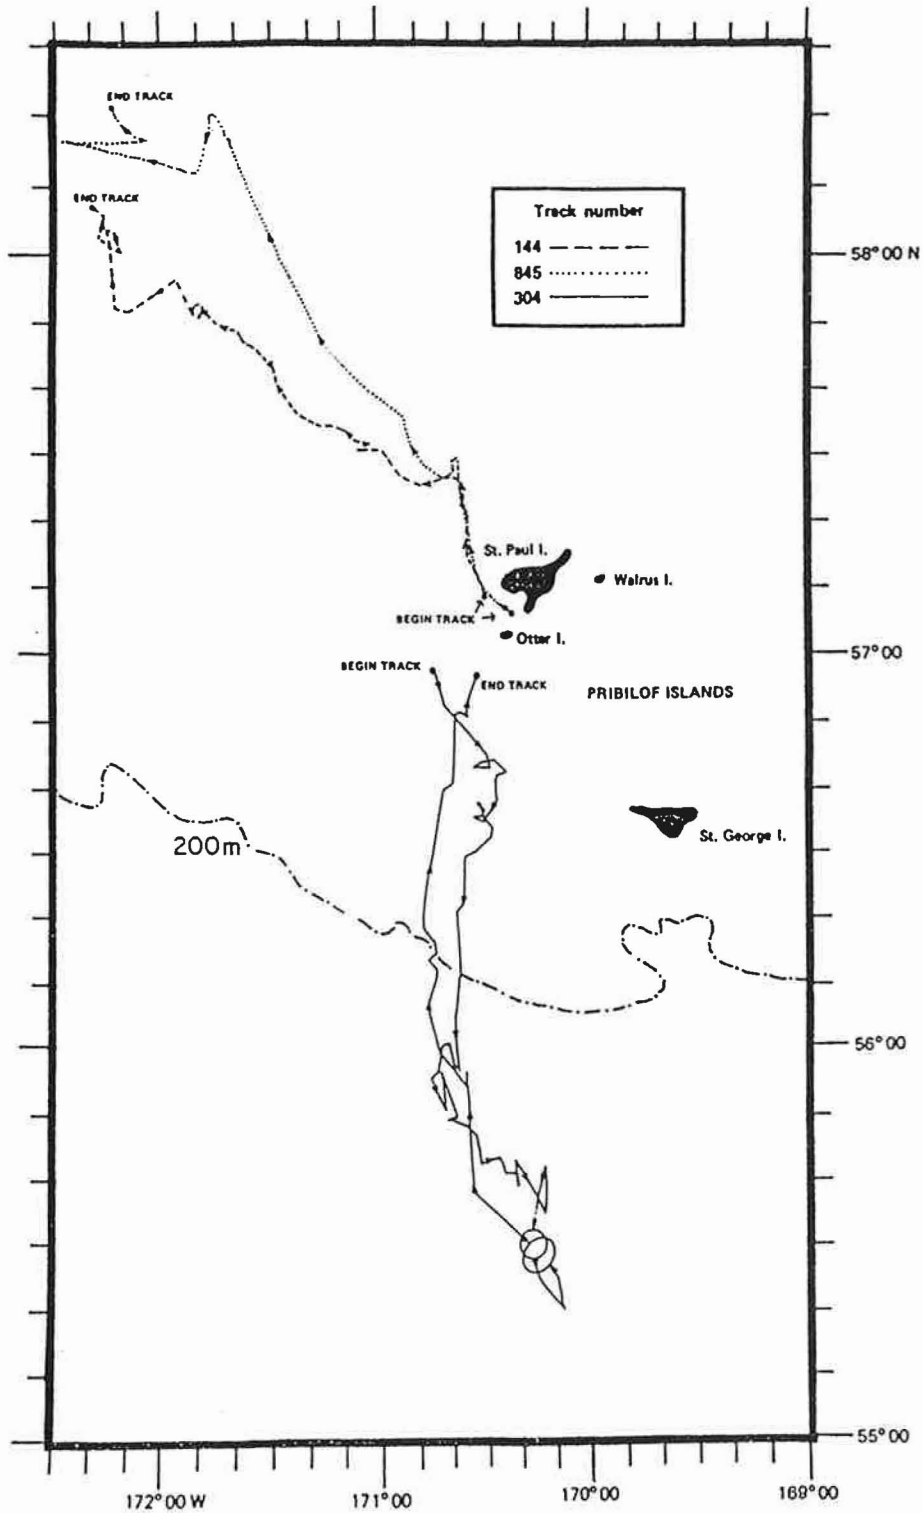 END TRACK
END TRACK
Track number
144
845
304
58°00 N
St. Paul I.
Walrus I.
BEGIN TRACK
Otter I.
57°00
BEGIN TRACK
END TRACK
PRIBILOF ISLANDS
200m
St. George I.
56°00
55°00
172°00 W
171°00
170°00
169°00